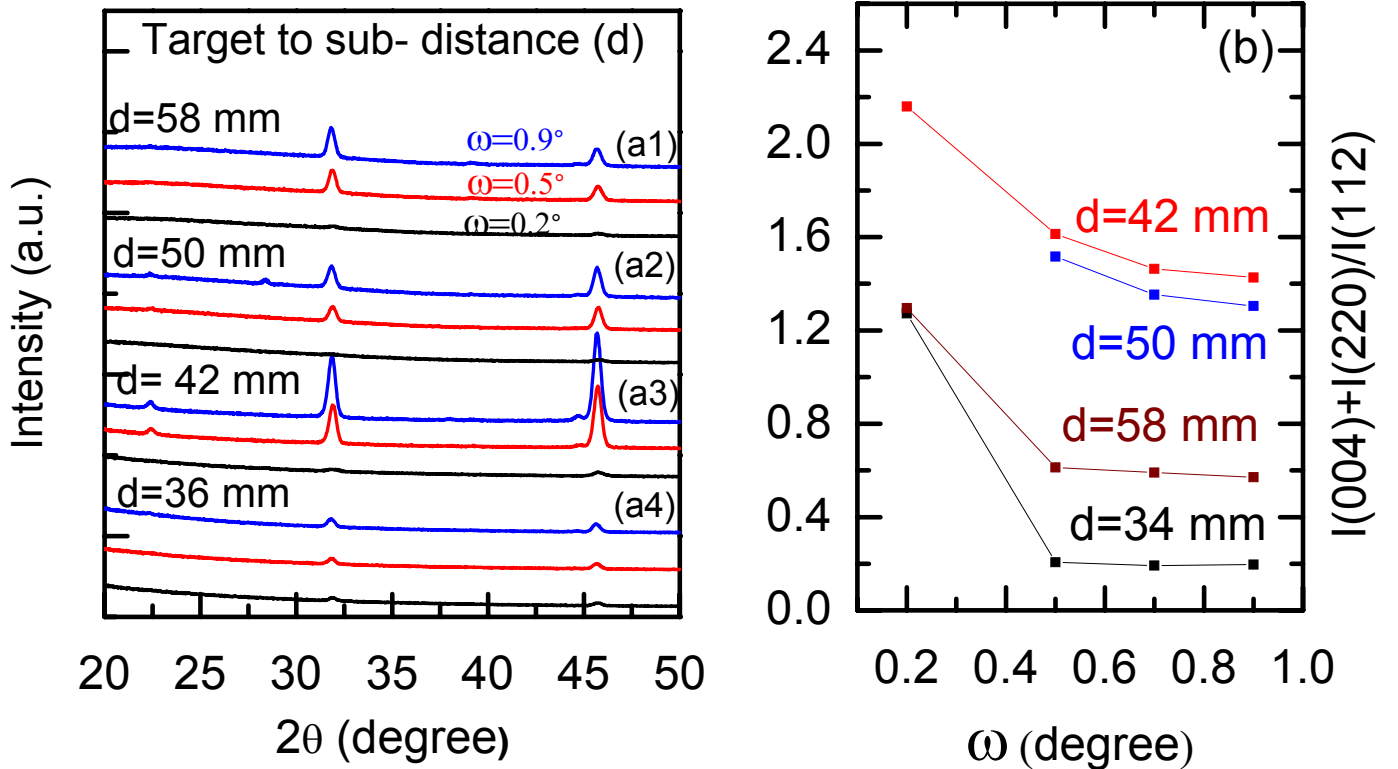 Target to sub- distance (d)
d=58 mm
ω=0.9°
(a1)
ω=0.5°
ω=0.2°
d=50 mm
(a2)
d= 42 mm
(a3)
d=36 mm
(a4)
Intensity (a.u.)
20 25 30 35 40 45 50
2θ (degree)
(b)
2.4
2.0
1.6
1.2
0.8
0.4
0.0
d=42 mm
d=50 mm
d=58 mm
d=34 mm
0.2 0.4 0.6 0.8 1.0
ω (degree)
I(004)+I(220)/I(112)